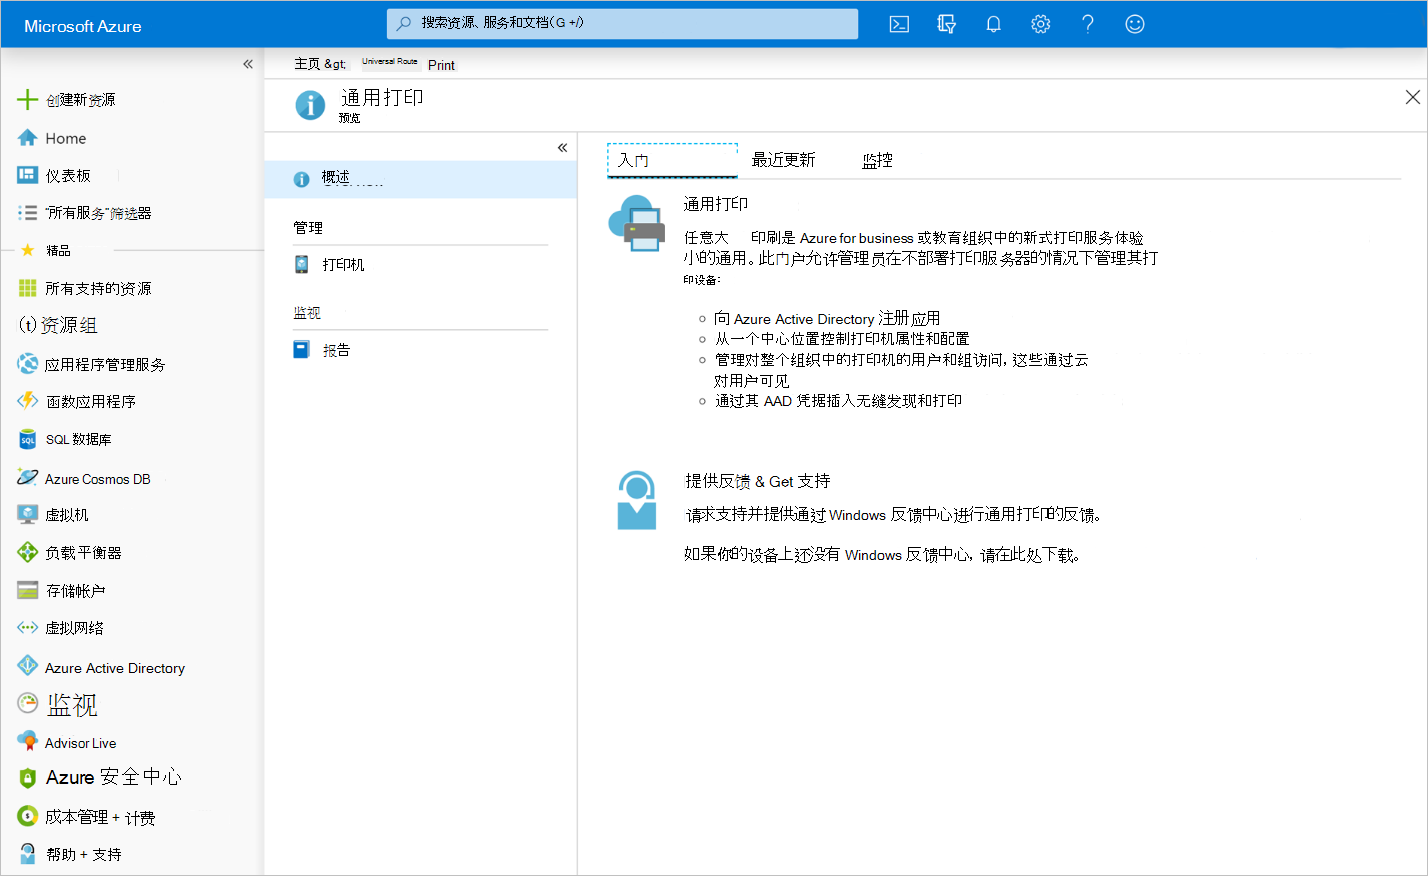 Microsoft Azure
搜索资源、服务和文档(G +/)
主页 &gt; Universal Route Print
通用打印
预览
创建新资源
Home
仪表板
"所有服务"筛选器
精品
所有支持的资源
(t) 资源组
应用程序管理服务
函数应用程序
SQL 数据库
Azure Cosmos DB
虚拟机
负载平衡器
存储帐户
虚拟网络
Azure Active Directory
监视
Advisor Live
Azure 安全中心
成本管理 + 计费
帮助 + 支持
概述
管理
打印机
监视
报告
入门 最近更新 监控
通用打印
任意大 印刷是 Azure for business 或教育组织中的新式打印服务体验
小的通用。此门户允许管理员在不部署打印服务器的情况下管理其打
印设备:
向 Azure Active Directory 注册应用
从一个中心位置控制打印机属性和配置
管理对整个组织中的打印机的用户和组访问, 这些通过云
对用户可见
通过其 AAD 凭据插入无缝发现和打印
提供反馈 & Get 支持
请求支持并提供通过 Windows 反馈中心进行通用打印的反馈。
如果你的设备上还没有 Windows 反馈中心, 请在此处下载。